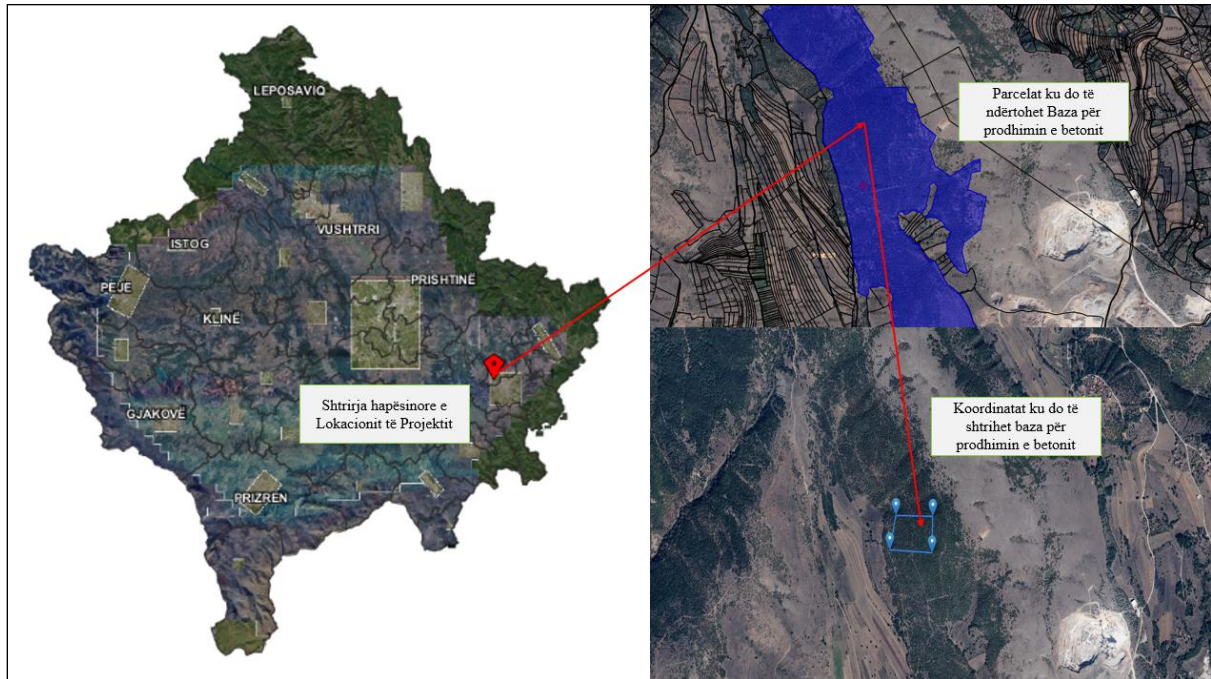 LEPOSAVIQ
VUSHTRRI
ISTOG
PRISHTINË
PEJE
KLINË
Shtrirja hapësinore e
Lokacionit të Projektit
GJAKOVË
PRIZREN
Parcelat ku do të
ndërtohet Baza për
prodhimin e betonit
Koordinatat ku do të
shtrihet baza për
prodhimin e betonit